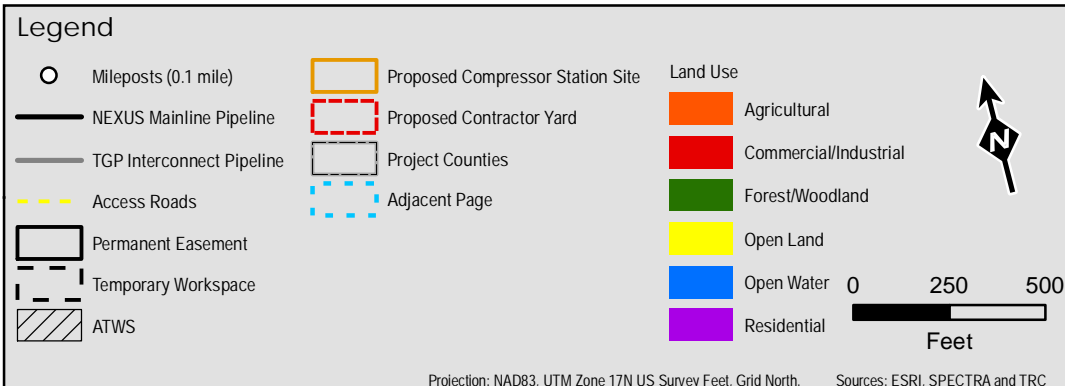 Legend
Mileposts (0.1 mile)
NEXUS Mainline Pipeline
TGP Interconnect Pipeline
Access Roads
Permanent Easement
Temporary Workspace
ATWS
Proposed Compressor Station Site
Proposed Contractor Yard
Project Counties
Adjacent Page
Land Use
Agricultural
Commercial/Industrial
Forest/Woodland
Open Land
Open Water
Residential
N
0 250 500
Feet
Projection: NAD83, UTM Zone 17N US Survey Feet, Grid North. Sources: ESRI, SPECTRA and TRC